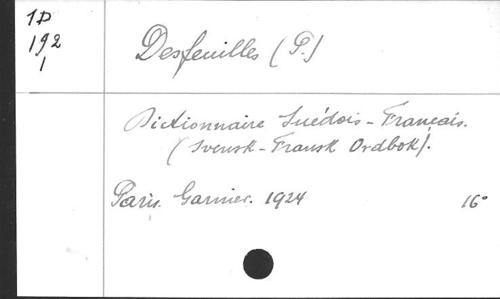 1D
192
1
Desfeuilles (P.)
Dictionnaire Suédois-Français.
(Svensk-Fransk Ordbok).
Paris. Garnier. 1924 16°